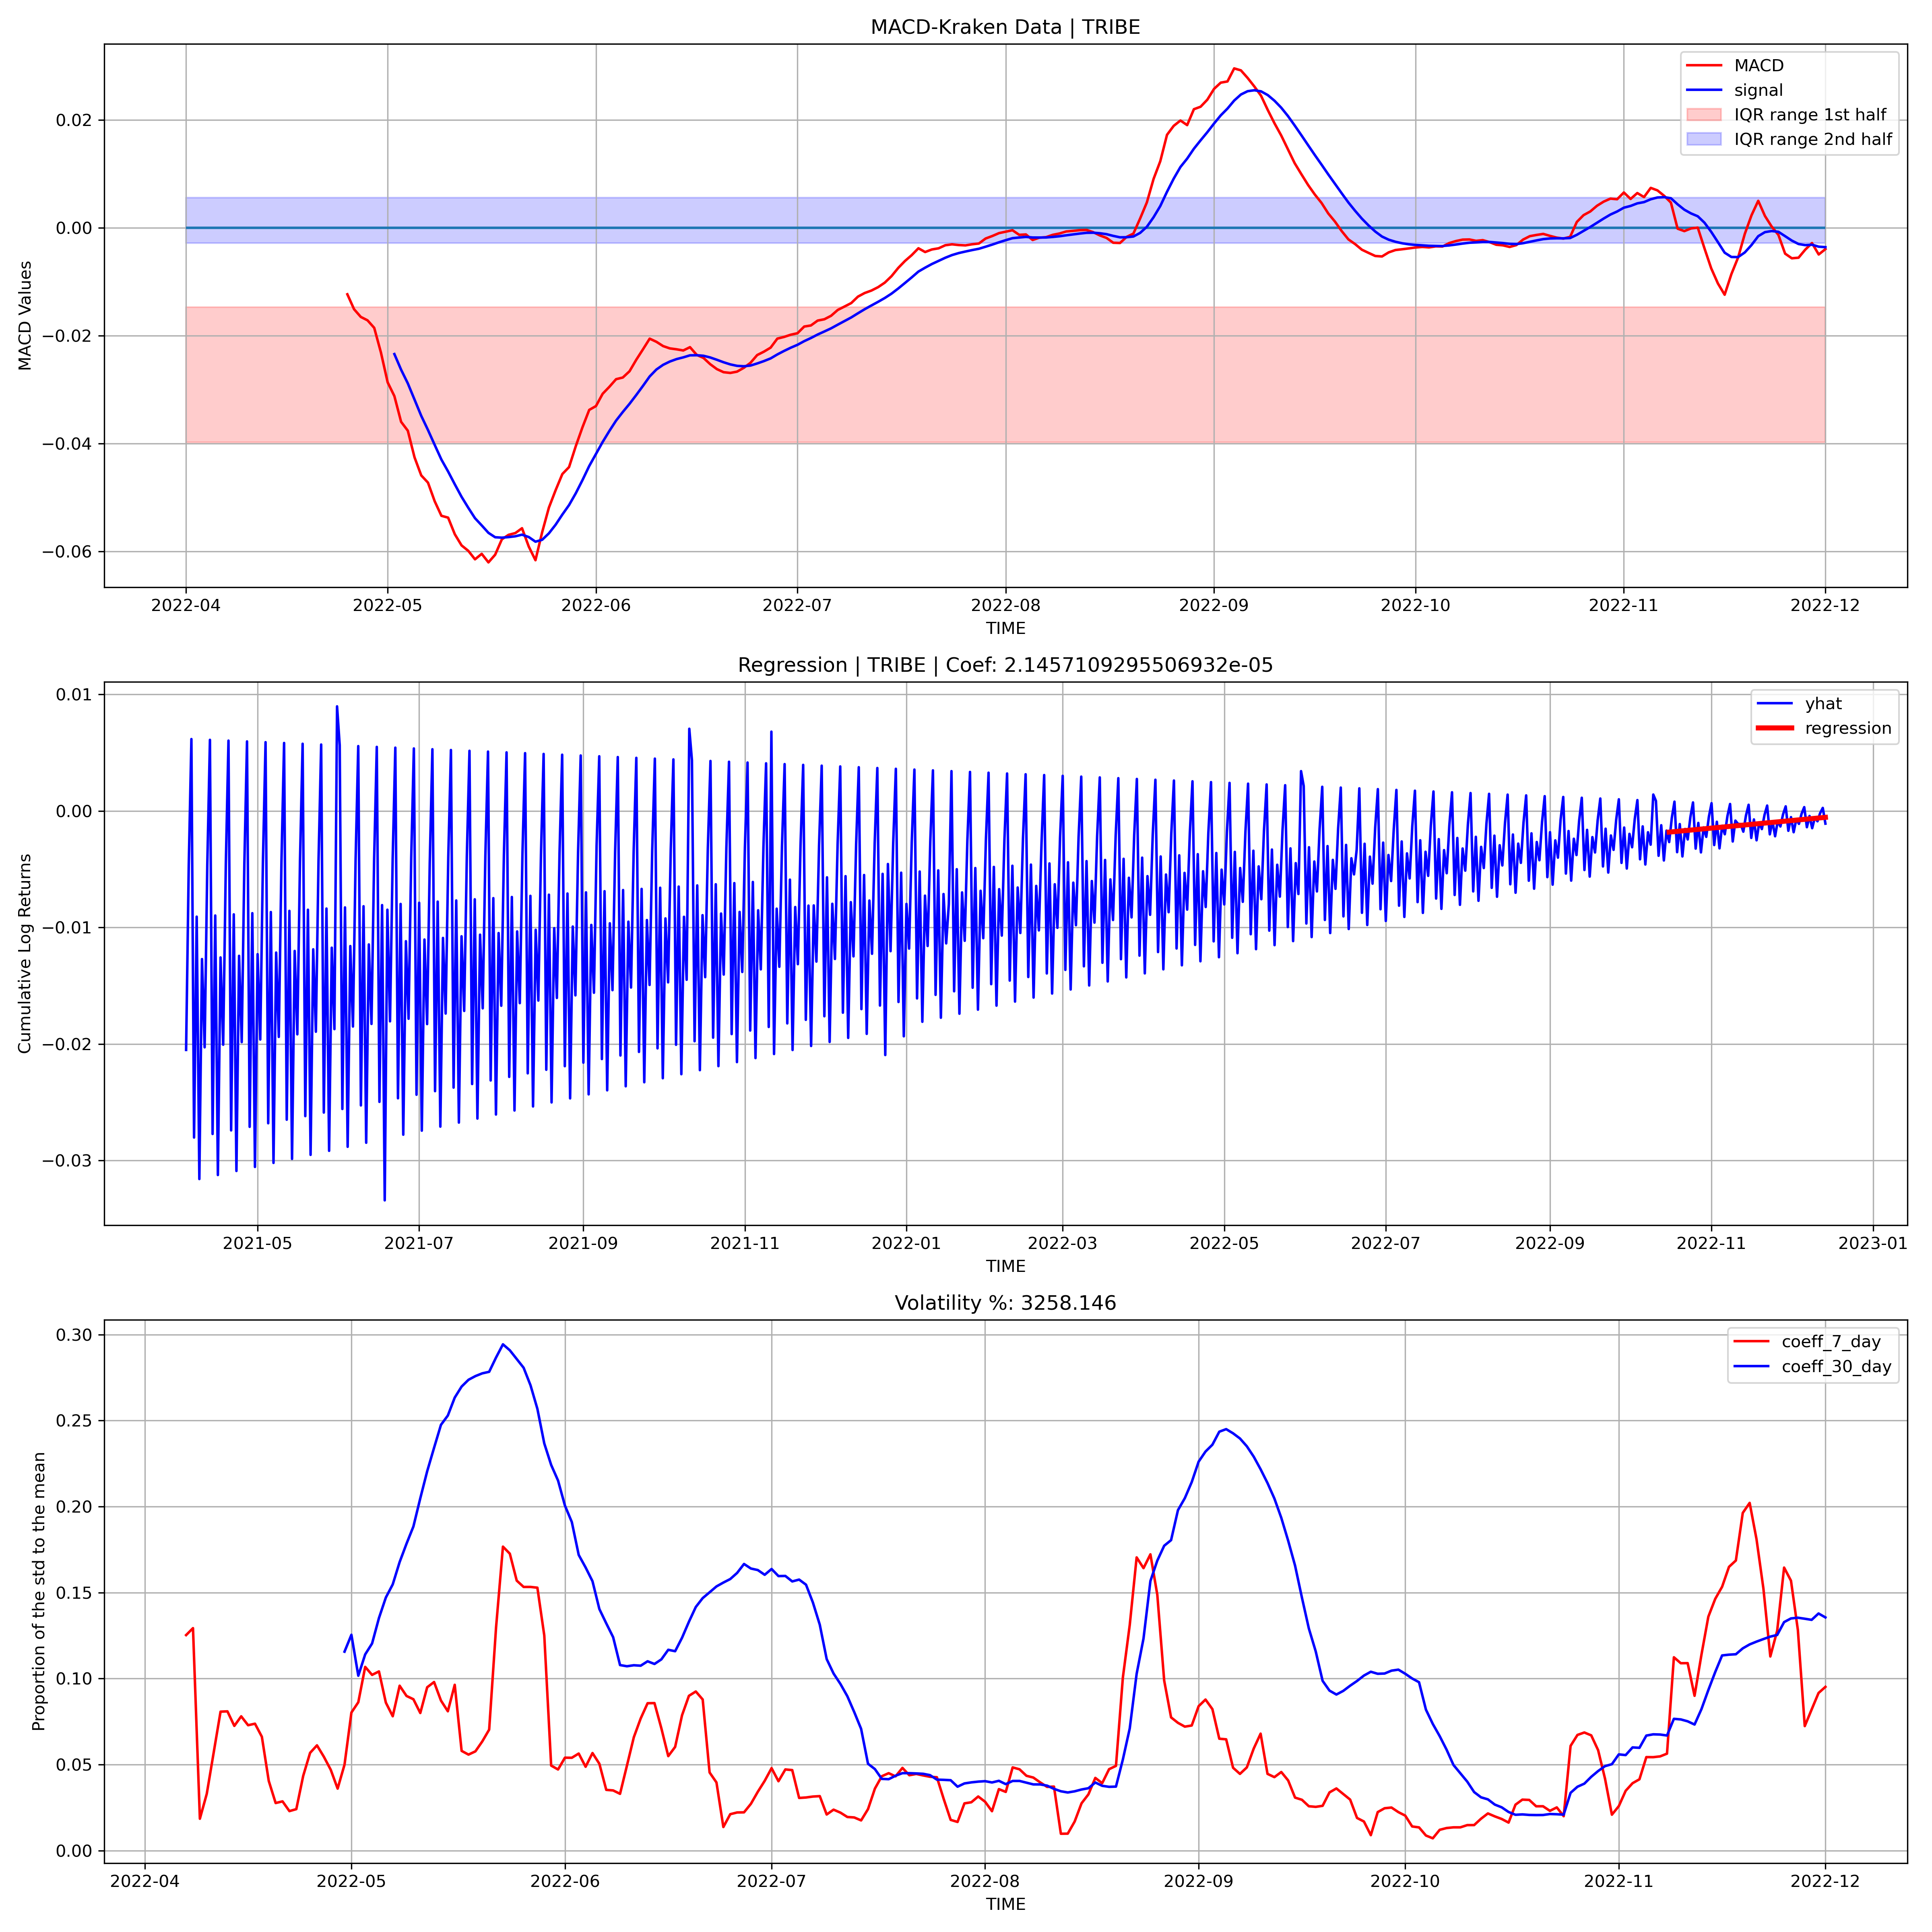 MACD-Kraken Data | TRIBE
MACD Values
0.02
0.00
−0.02
−0.04
−0.06
MACD
signal
IQR range 1st half
IQR range 2nd half
2022-04 2022-05 2022-06 2022-07 2022-08 2022-09 2022-10 2022-11 2022-12
TIME
Regression | TRIBE | Coef: 2.1457109295506932e-05
Cumulative Log Returns
0.01
0.00
−0.01
−0.02
−0.03
yhat
regression
2021-05 2021-07 2021-09 2021-11 2022-01 2022-03 2022-05 2022-07 2022-09 2022-11 2023-01
TIME
Volatility %: 3258.146
Proportion of the std to the mean
0.30
0.25
0.20
0.15
0.10
0.05
0.00
coeff_7_day
coeff_30_day
2022-04 2022-05 2022-06 2022-07 2022-08 2022-09 2022-10 2022-11 2022-12
TIME